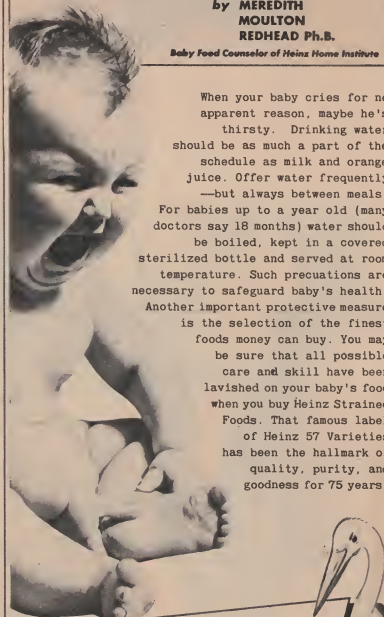 by MEREDITH
MOULTON
REDHEAD Ph.B.
Baby Food Counselor of Heinz Home Institute
When your baby cries for no
apparent reason, maybe he's
thirsty. Drinking water
should be as much a part of the
schedule as milk and orange
juice. Offer water frequently
—but always between meals
For babies up to a year old (many
doctors say 18 months) water should
be boiled, kept in a covered
sterilized bottle and served at room
temperature. Such precuations are
necessary to safeguard baby's health
Another important protective measure
is the selection of the finest
foods money can buy. You may
be sure that all possible
care and skill have been
lavished on your baby's food
when you buy Heinz Strained
Foods. That famous label
of Heinz 57 Varieties
has been the hallmark of
quality, purity, and
goodness for 75 years